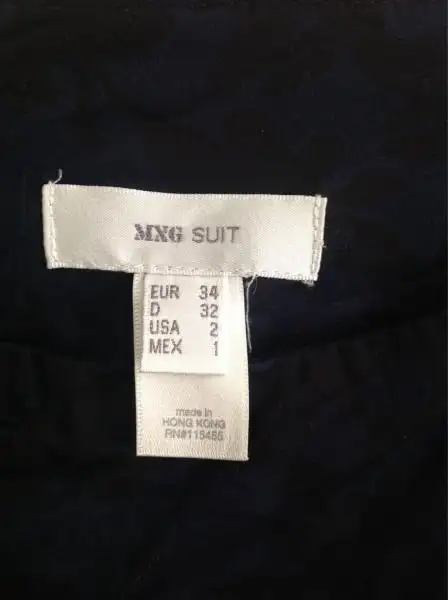 MNG SUIT
EUR 34
D 32
USA 2
MEX 1
made in
HONG KONG
RN#115455